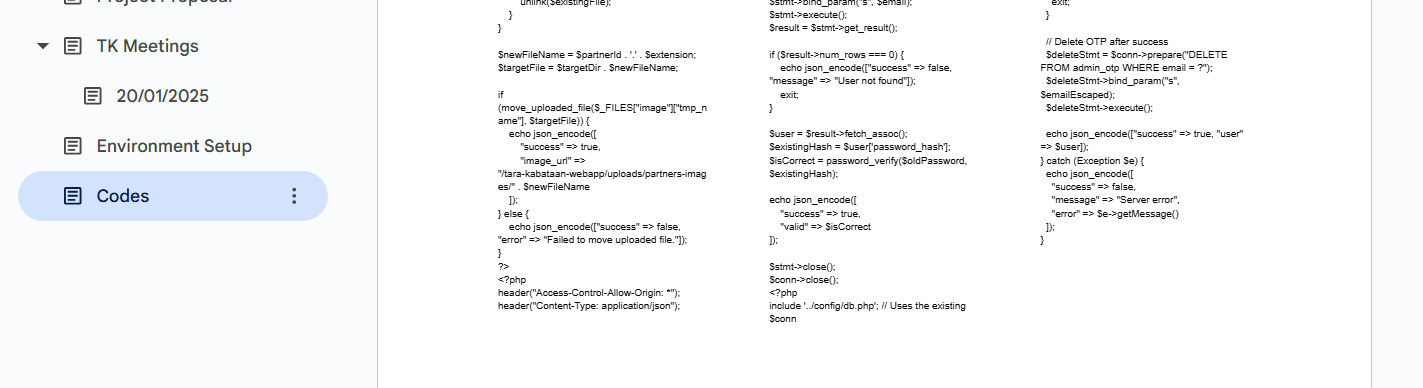 Project Proposal
TK Meetings
20/01/2025
Environment Setup
Codes
unlink($existingFile);
}
}
$newFileName = $partnerId . '.' . $extension;
$targetFile = $targetDir . $newFileName;
if
(move_uploaded_file($_FILES["image"]["tmp_n
ame"], $targetFile)) {
echo json_encode([
"success" => true,
"image_url" =>
"/tara-kabataan-webapp/uploads/partners-imag
es/" . $newFileName
]);
} else {
echo json_encode(["success" => false,
"error" => "Failed to move uploaded file."]);
}
?>
<?php
header("Access-Control-Allow-Origin: *");
header("Content-Type: application/json");
$stmt->bind_param("s", $email);
$stmt->execute();
$result = $stmt->get_result();
if ($result->num_rows === 0) {
echo json_encode(["success" => false,
"message" => "User not found"]);
exit;
}
$user = $result->fetch_assoc();
$existingHash = $user['password_hash'];
$isCorrect = password_verify($oldPassword,
$existingHash);
echo json_encode([
"success" => true,
"valid" => $isCorrect
]);
$stmt->close();
$conn->close();
<?php
include '../config/db.php'; // Uses the existing
$conn
exit;
}
// Delete OTP after success
$deleteStmt = $conn->prepare("DELETE
FROM admin_otp WHERE email = ?");
$deleteStmt->bind_param("s",
$emailEscaped);
$deleteStmt->execute();
echo json_encode(["success" => true, "user"
=> $user]);
} catch (Exception $e) {
echo json_encode([
"success" => false,
"message" => "Server error",
"error" => $e->getMessage()
]);
}